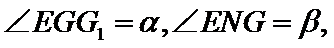 ∠EGG₁ = α, ∠ENG = β,